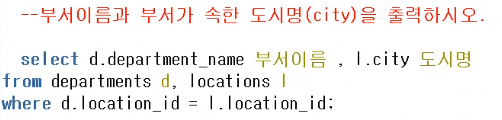 --부서이름과 부서가 속한 도시명(city)을 출력하시오.
select d.department_name 부서이름 , l.city 도시명
from departments d, locations l
where d.location_id = l.location_id;